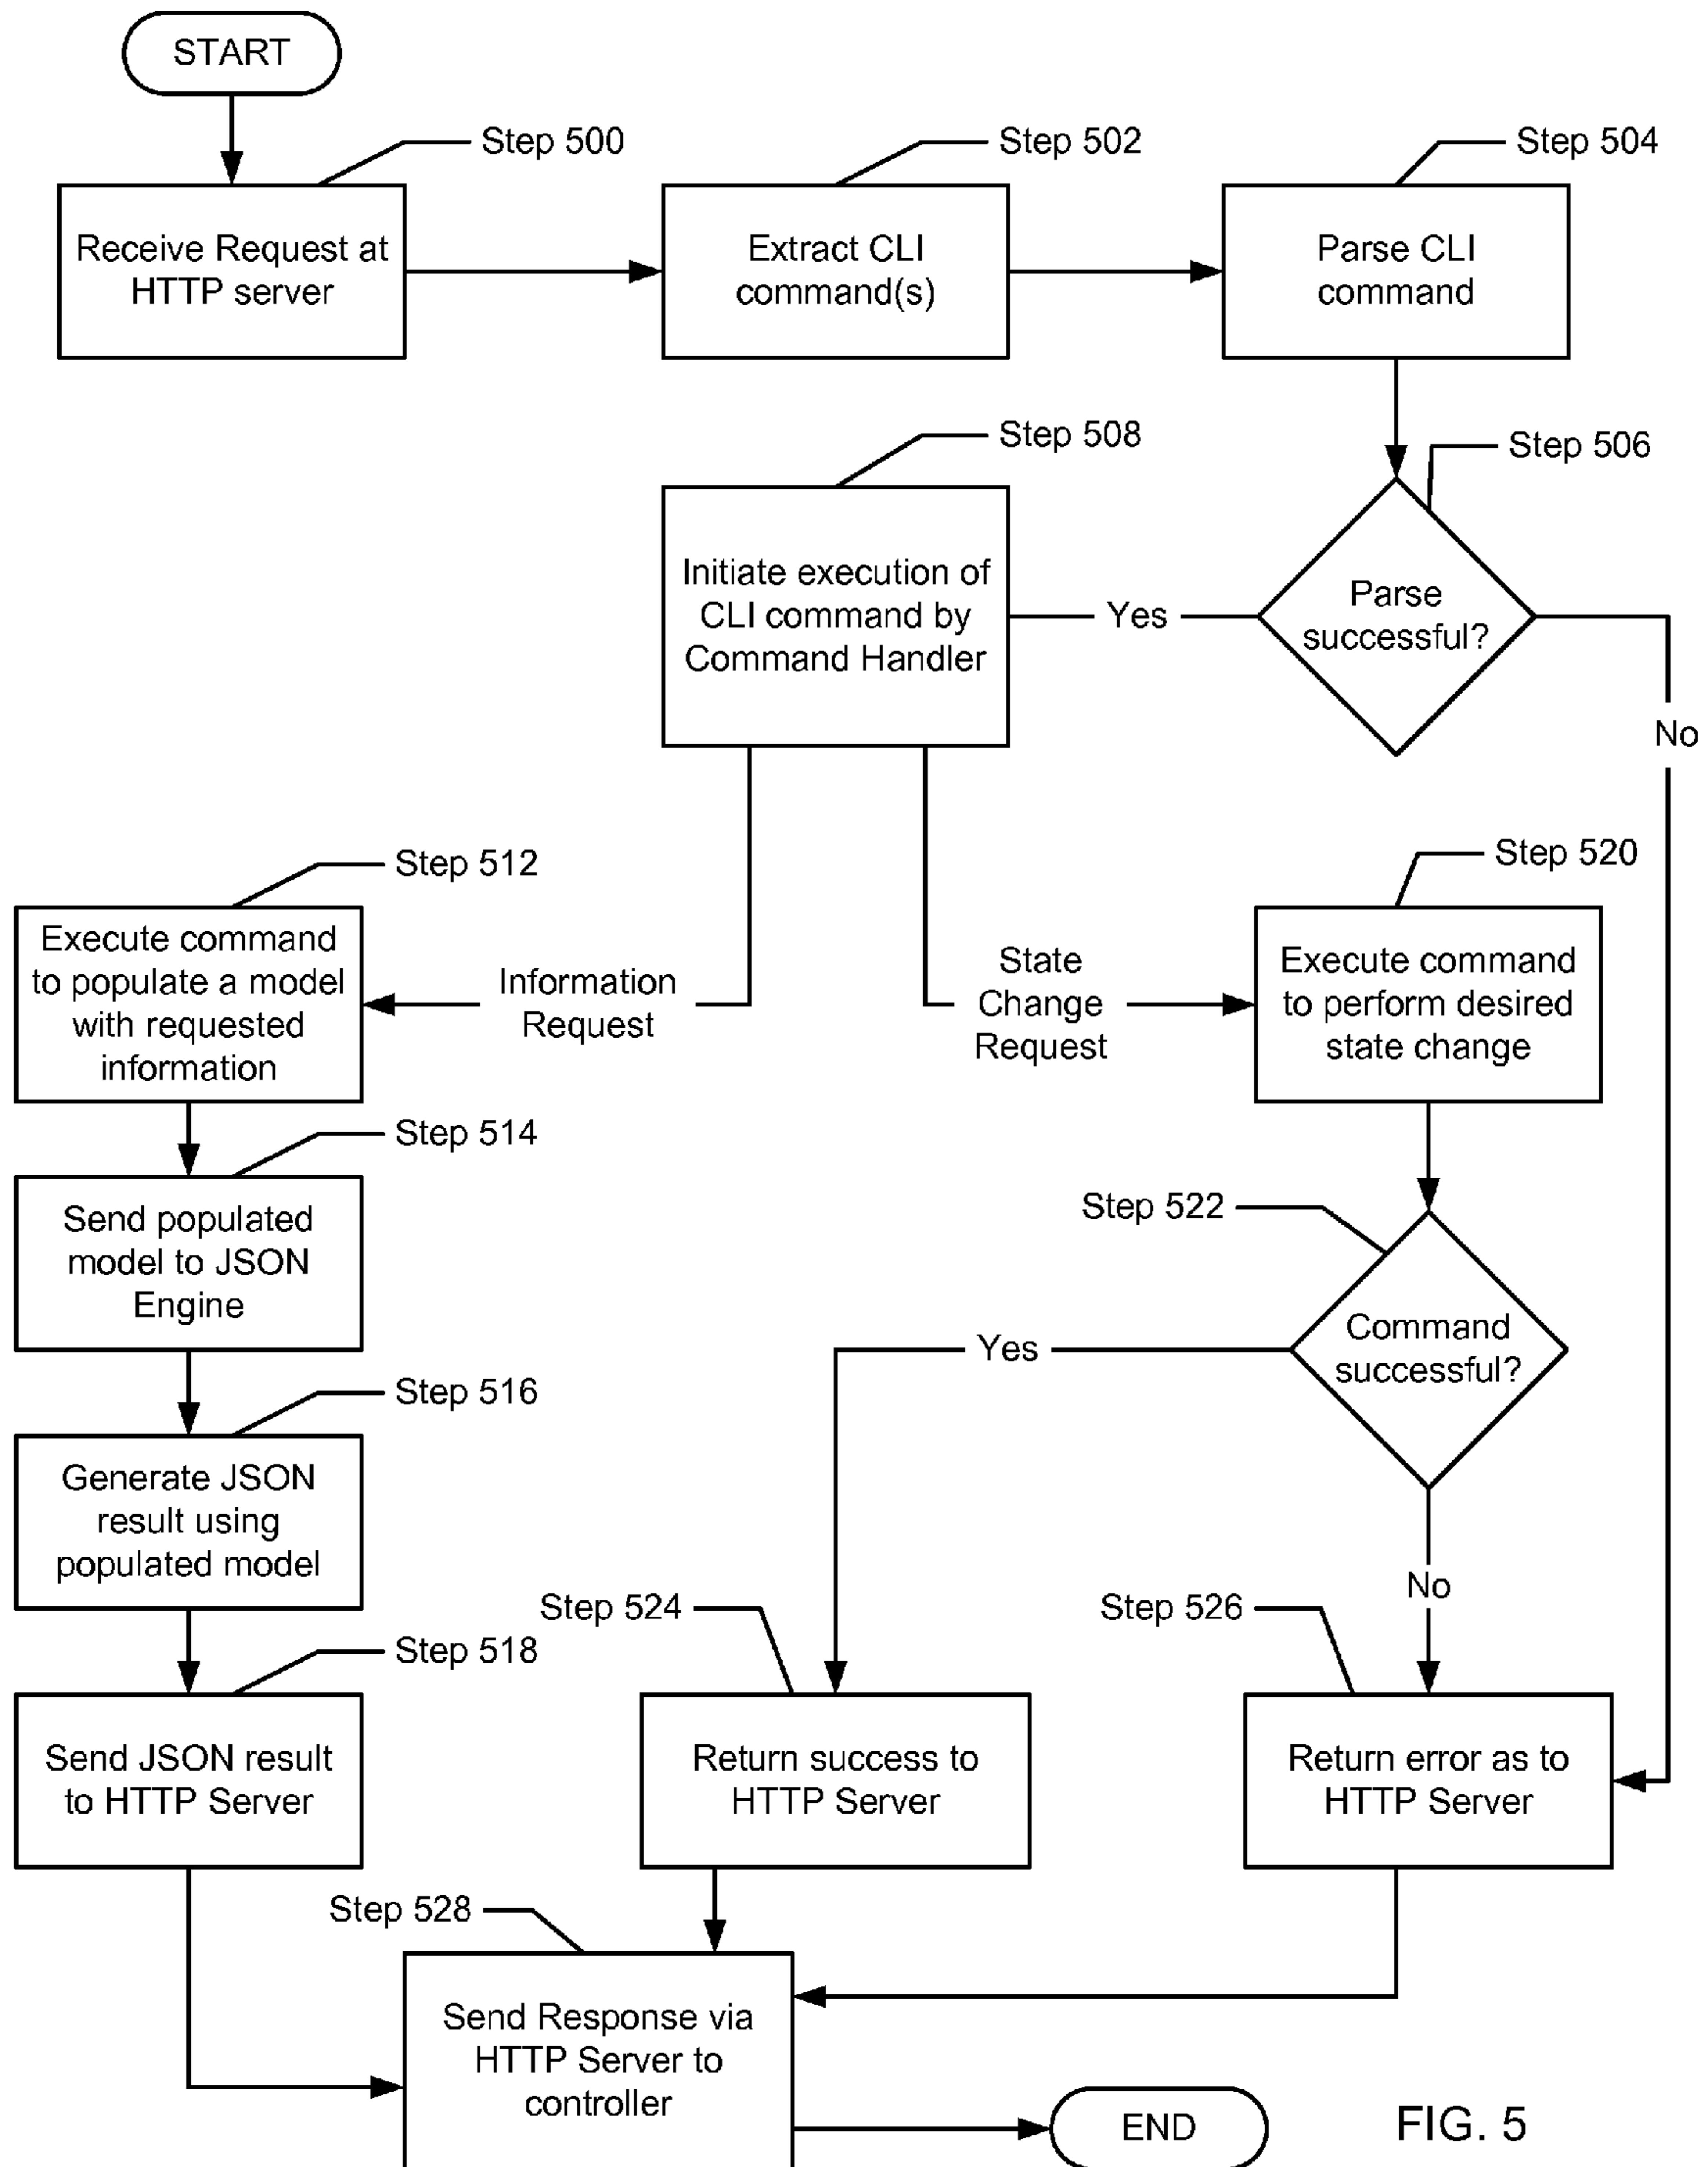 START
Step 500
Step 502
Step 504
Receive Request at
HTTP server
Extract CLI
command(s)
Parse CLI
command
Step 508
Step 506
Initiate execution of
CLI command by
Command Handler
Yes
Parse
successful?
No
Step 512
Step 520
Execute command
to populate a model
with requested
information
Information
Request
State
Change
Request
Execute command
to perform desired
state change
Step 514
Send populated
model to JSON
Engine
Step 522
Command
successful?
Yes
Step 516
Generate JSON
result using
populated model
No
Step 524
Step 526
Step 518
Send JSON result
to HTTP Server
Return success to
HTTP Server
Return error as to
HTTP Server
Step 528
Send Response via
HTTP Server to
controller
END
FIG. 5